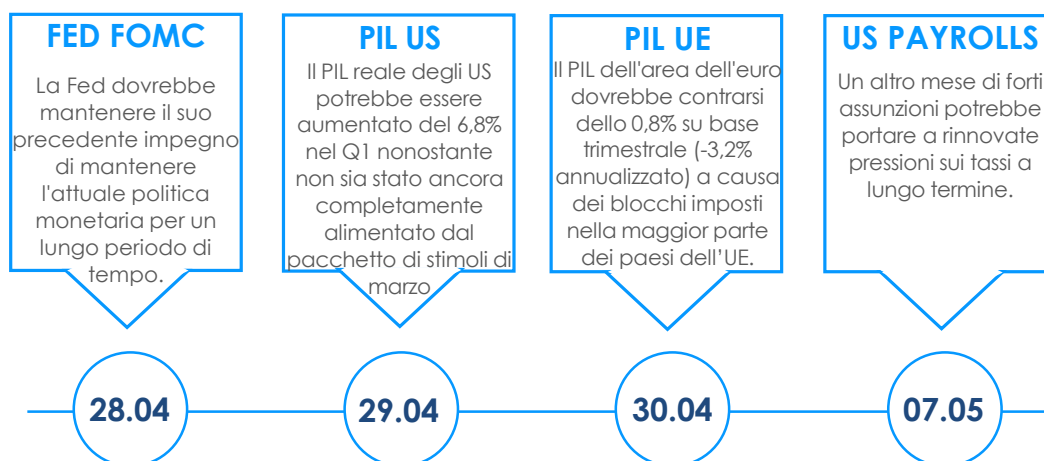 FED FOMC
La Fed dovrebbe
mantenere il suo
precedente impegno
di mantenere
l'attuale politica
monetaria per un
lungo periodo di
tempo.
PIL US
Il PIL reale degli US
potrebbe essere
aumentato del 6,8%
nel Q1 nonostante
non sia stato ancora
completamente
alimentato dal
pacchetto di stimoli di
marzo
PIL UE
Il PIL dell'area dell'euro
dovrebbe contrarsi
dello 0,8% su base
trimestrale (-3,2%
annualizzato) a causa
dei blocchi imposti
nella maggior parte
dei paesi dell’UE.
US PAYROLLS
Un altro mese di forti
assunzioni potrebbe
portare a rinnovate
pressioni sui tassi a
lungo termine.
28.04
29.04
30.04
07.05